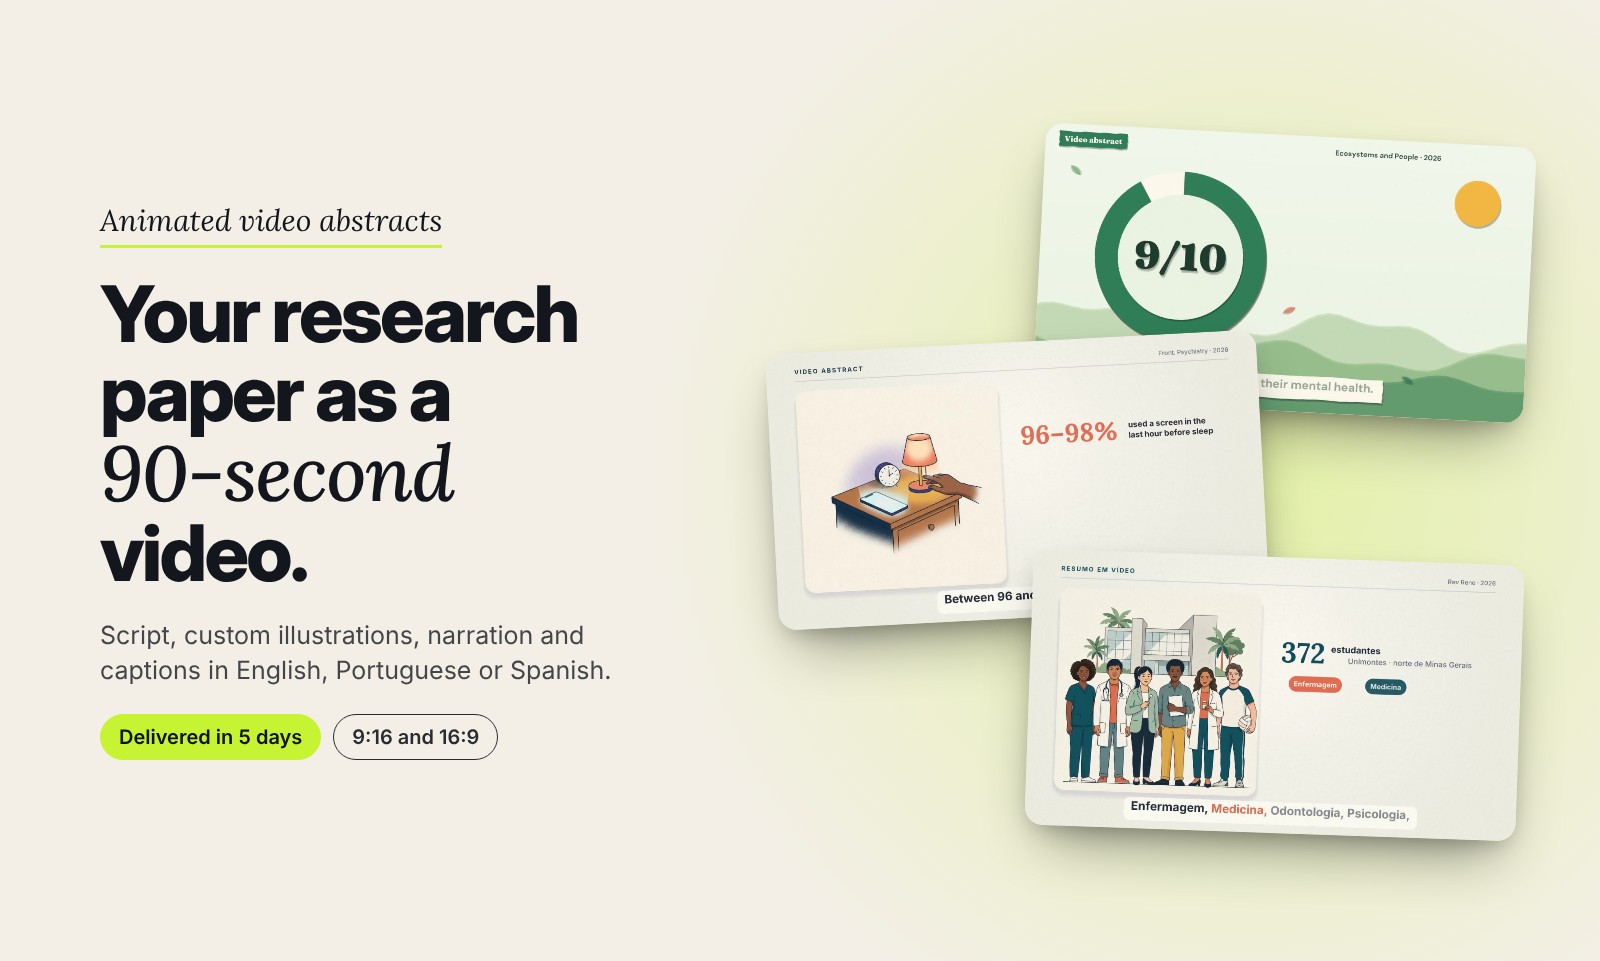 Animated video abstracts
Your research
paper as a
90-second
video.
Script, custom illustrations, narration and
captions in English, Portuguese or Spanish.
Delivered in 5 days
9:16 and 16:9
Video abstract
Ecosystems and People · 2026
9/10
their mental health.
VIDEO ABSTRACT
Front. Psychiatry · 2026
96–98%
used a screen in the
last hour before sleep
Between 96 and
RESUMO EM VÍDEO
Rev Rene · 2026
372 estudantes
Unimontes · norte de Minas Gerais
Enfermagem
Medicina
Enfermagem, Medicina, Odontologia, Psicologia,